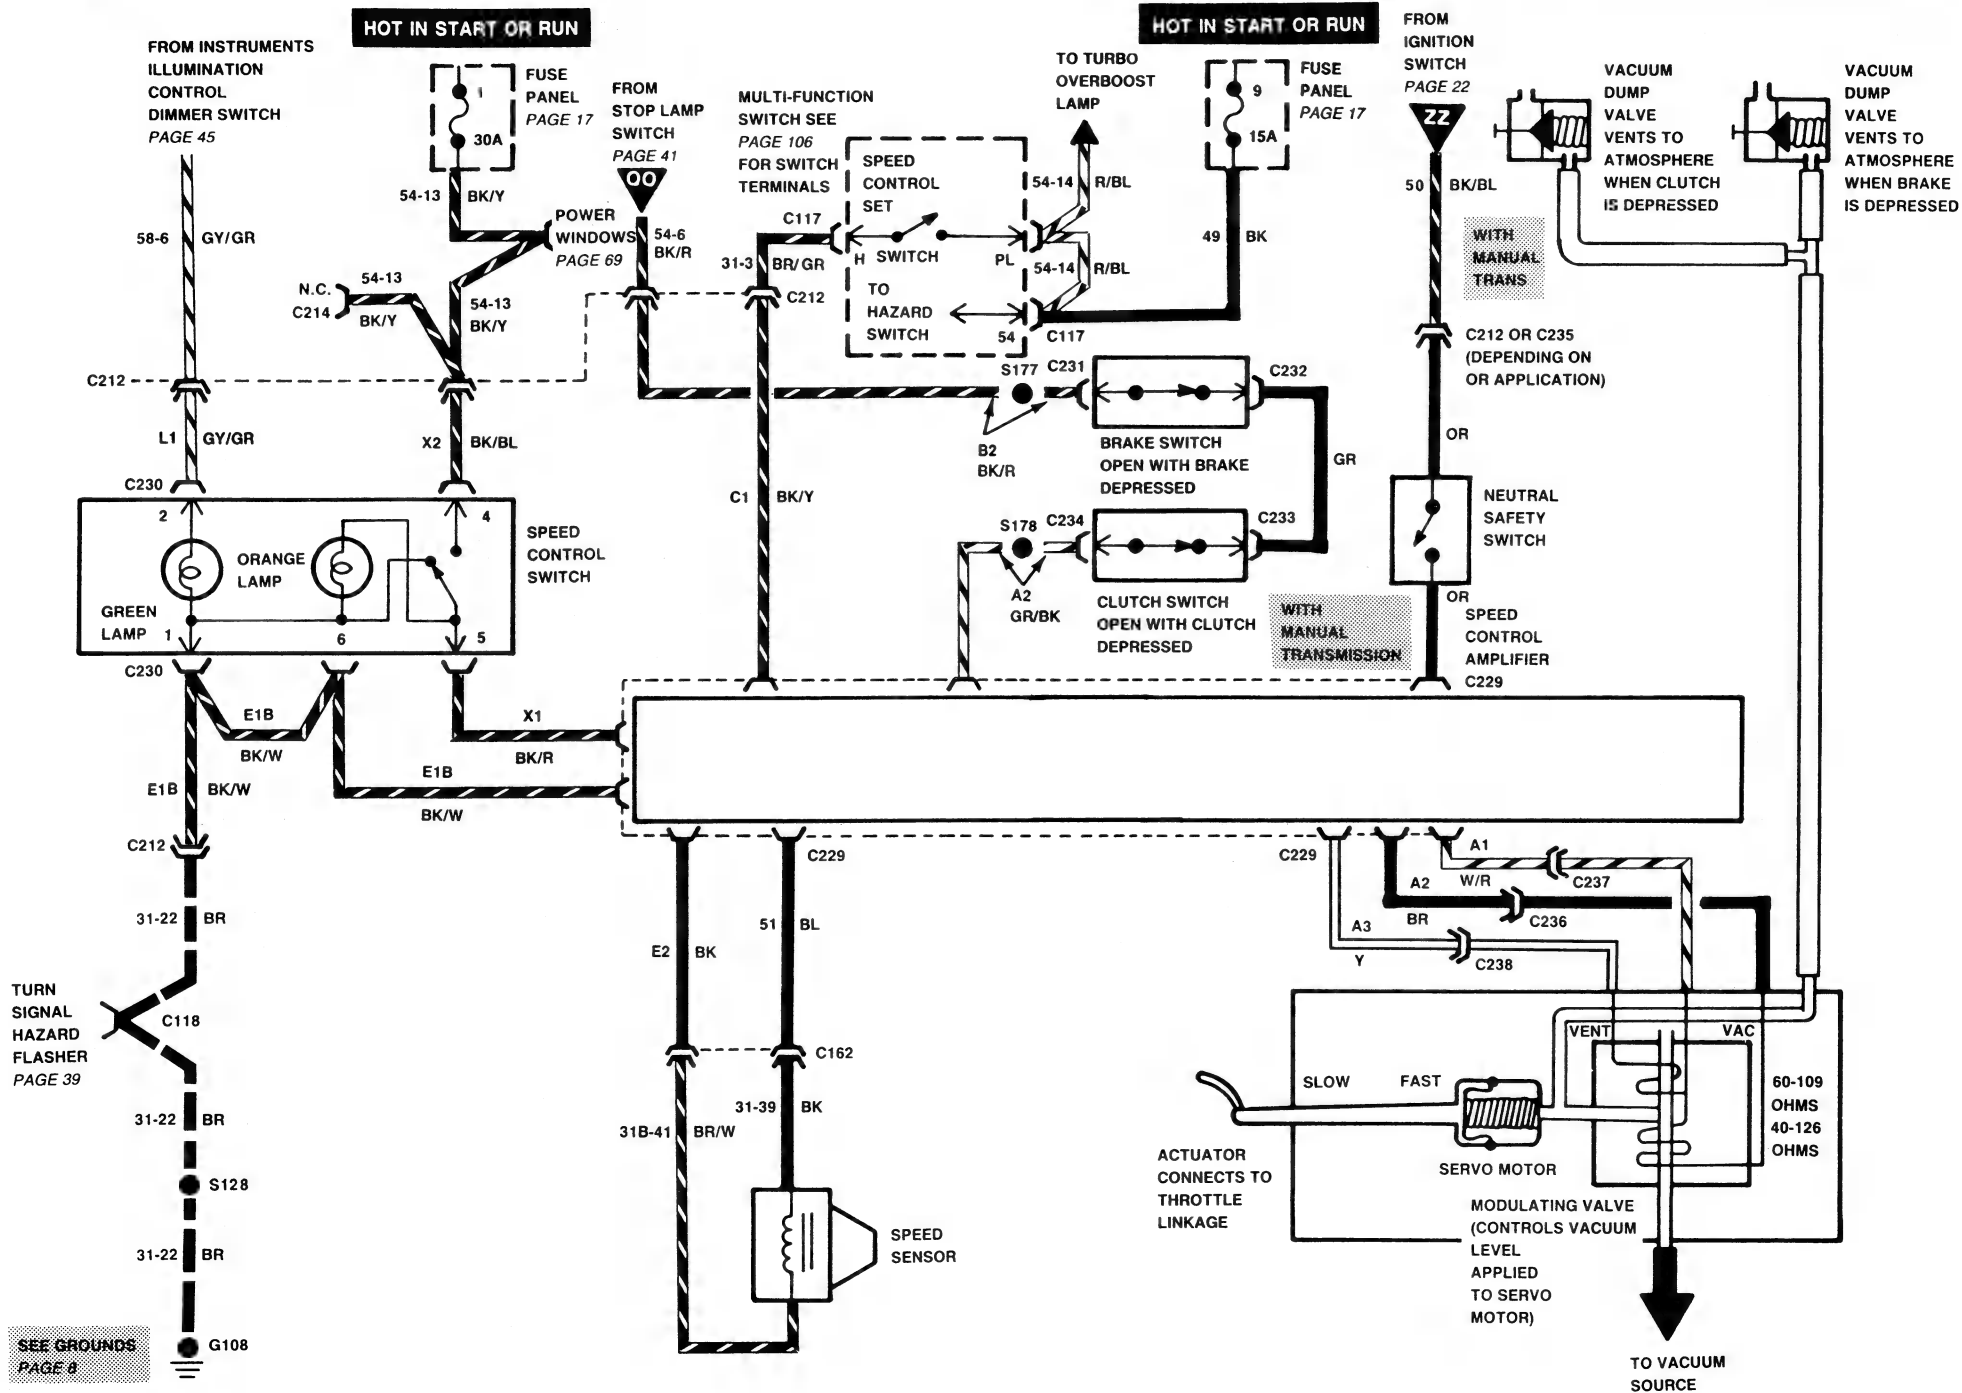 HOT IN START OR RUN
HOT IN START OR RUN
FROM INSTRUMENTS
ILLUMINATION
CONTROL
DIMMER SWITCH
PAGE 45
1
30A
FUSE
PANEL
PAGE 17
FROM
STOP LAMP
SWITCH
PAGE 41
OO
MULTI-FUNCTION
SWITCH SEE
PAGE 106
FOR SWITCH
TERMINALS
TO TURBO
OVERBOOST
LAMP
9
15A
FUSE
PANEL
PAGE 17
FROM
IGNITION
SWITCH
PAGE 22
ZZ
VACUUM
DUMP
VALVE
VENTS TO
ATMOSPHERE
WHEN CLUTCH
IS DEPRESSED
VACUUM
DUMP
VALVE
VENTS TO
ATMOSPHERE
WHEN BRAKE
IS DEPRESSED
58-6
GY/GR
54-13
BK/Y
POWER
WINDOWS
PAGE 69
54-6
BK/R
C117
31-3
BR/GR
C212
SPEED
CONTROL
SET
H
SWITCH
PL
TO
HAZARD
SWITCH
54
C117
54-14
R/BL
54-14
R/BL
49
BK
50
BK/BL
WITH
MANUAL
TRANS
N.C.
C214
54-13
BK/Y
54-13
BK/Y
C212
C212 OR C235
(DEPENDING ON
OR APPLICATION)
L1
GY/GR
X2
BK/BL
C230
S177
C231
C232
B2
BK/R
BRAKE SWITCH
OPEN WITH BRAKE
DEPRESSED
GR
OR
C1
BK/Y
2
4
ORANGE
LAMP
GREEN
LAMP
1
6
5
SPEED
CONTROL
SWITCH
S178
C234
C233
A2
GR/BK
CLUTCH SWITCH
OPEN WITH CLUTCH
DEPRESSED
WITH
MANUAL
TRANSMISSION
NEUTRAL
SAFETY
SWITCH
OR
SPEED
CONTROL
AMPLIFIER
C229
C230
E1B
BK/W
X1
BK/R
E1B
BK/W
E1B
BK/W
C212
C229
C229
A1
W/R
C237
A2
BR
C236
A3
Y
C238
31-22
BR
E2
BK
51
BL
TURN
SIGNAL
HAZARD
FLASHER
PAGE 39
C118
C162
31-22
BR
31B-41
BR/W
31-39
BK
VENT
VAC
SLOW
FAST
60-109
OHMS
40-126
OHMS
SERVO MOTOR
ACTUATOR
CONNECTS TO
THROTTLE
LINKAGE
S128
SPEED
SENSOR
MODULATING VALVE
(CONTROLS VACUUM
LEVEL
APPLIED
TO SERVO
MOTOR)
31-22
BR
SEE GROUNDS
PAGE 8
G108
TO VACUUM
SOURCE